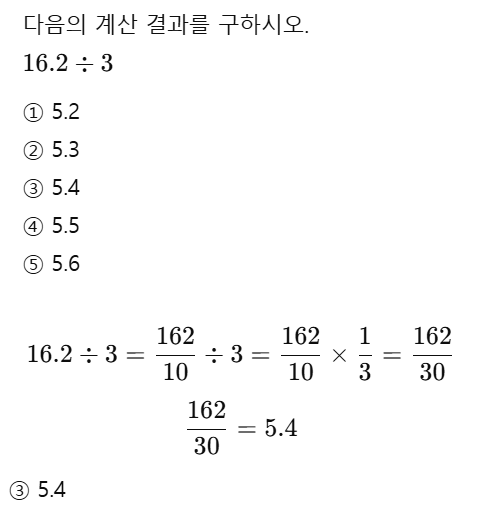 다음의 계산 결과를 구하시오.
16.2 ÷ 3
① 5.2
② 5.3
③ 5.4
④ 5.5
⑤ 5.6
16.2 ÷ 3 = 162/10 ÷ 3 = 162/10 × 1/3 = 162/30
162/30 = 5.4
③ 5.4